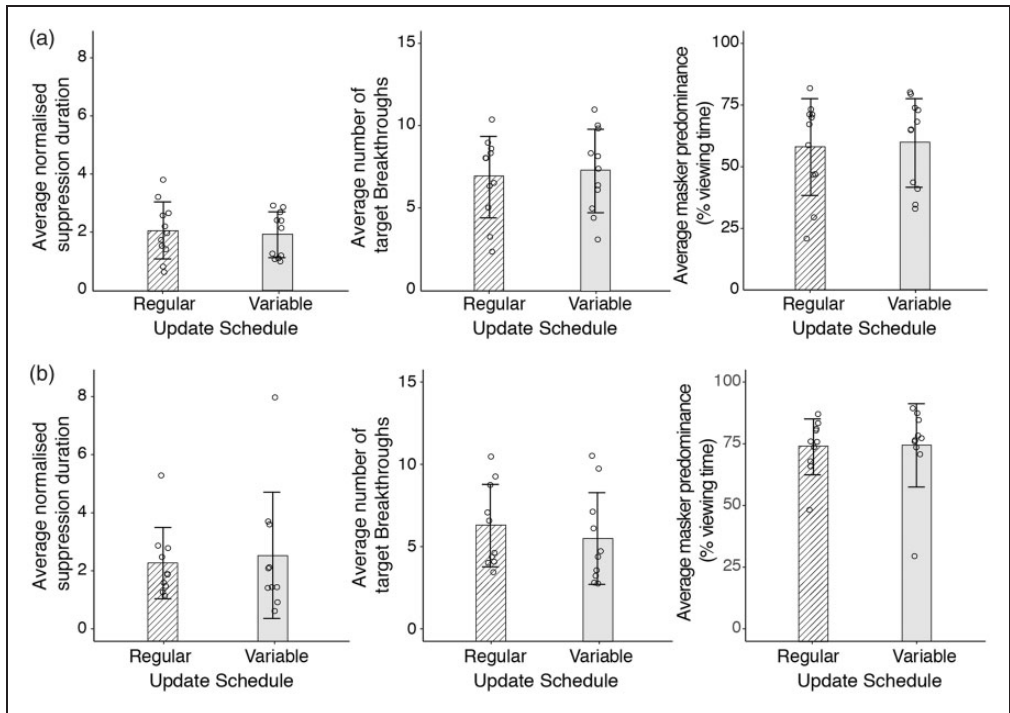 (a)
Average normalised
suppression duration
8
6
4
2
0
Regular Variable
Update Schedule
Average number of
target Breakthroughs
15
10
5
0
Regular Variable
Update Schedule
Average masker predominance
(% viewing time)
100
75
50
25
0
Regular Variable
Update Schedule
(b)
Average normalised
suppression duration
8
6
4
2
0
Regular Variable
Update Schedule
Average number of
target Breakthroughs
15
10
5
0
Regular Variable
Update Schedule
Average masker predominance
(% viewing time)
100
75
50
25
0
Regular Variable
Update Schedule